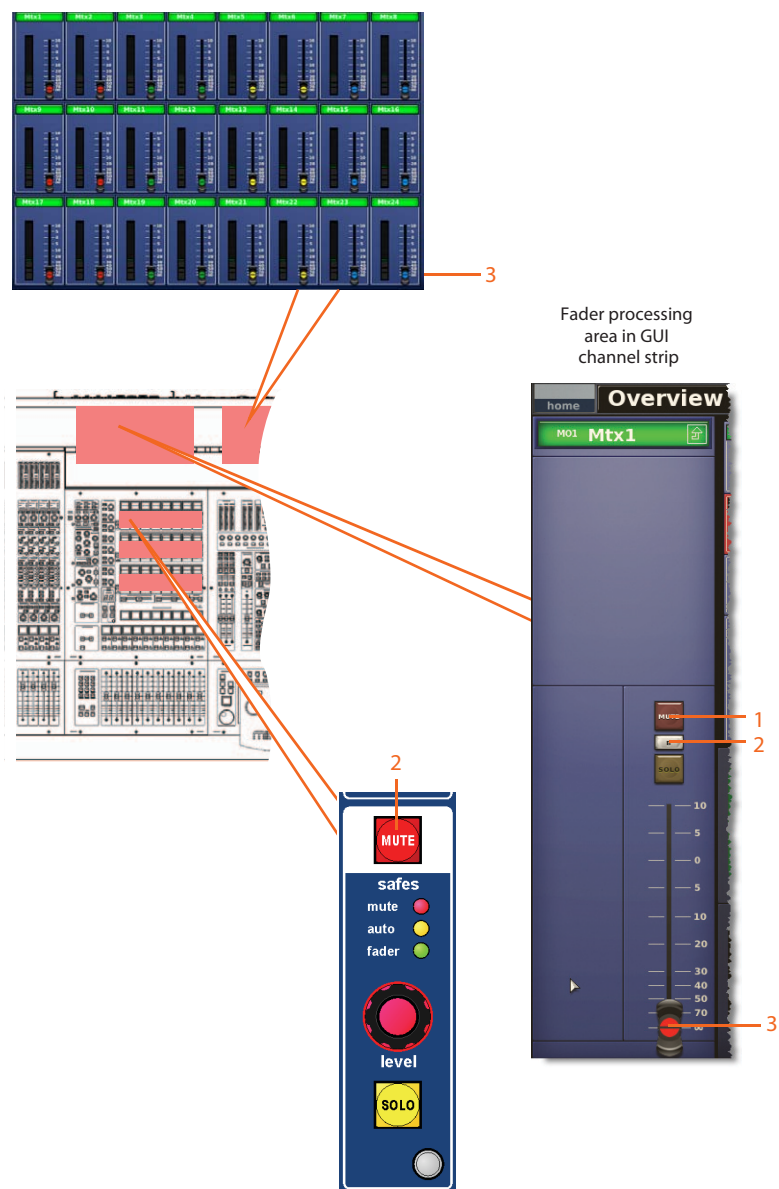 Mtx1 Mtx2 Mtx3 Mtx4 Mtx5 Mtx6 Mtx7 Mtx8
Mtx9 Mtx10 Mtx11 Mtx12 Mtx13 Mtx14 Mtx15 Mtx16
Mtx17 Mtx18 Mtx19 Mtx20 Mtx21 Mtx22 Mtx23 Mtx24
3
Fader processing
area in GUI
channel strip
home Overview
M01 Mtx1
MUTE 1
2
SOLO
10
5
0
5
10
20
30
40
50
70
∞
3
2
MUTE
safes
mute
auto
fader
level
SOLO